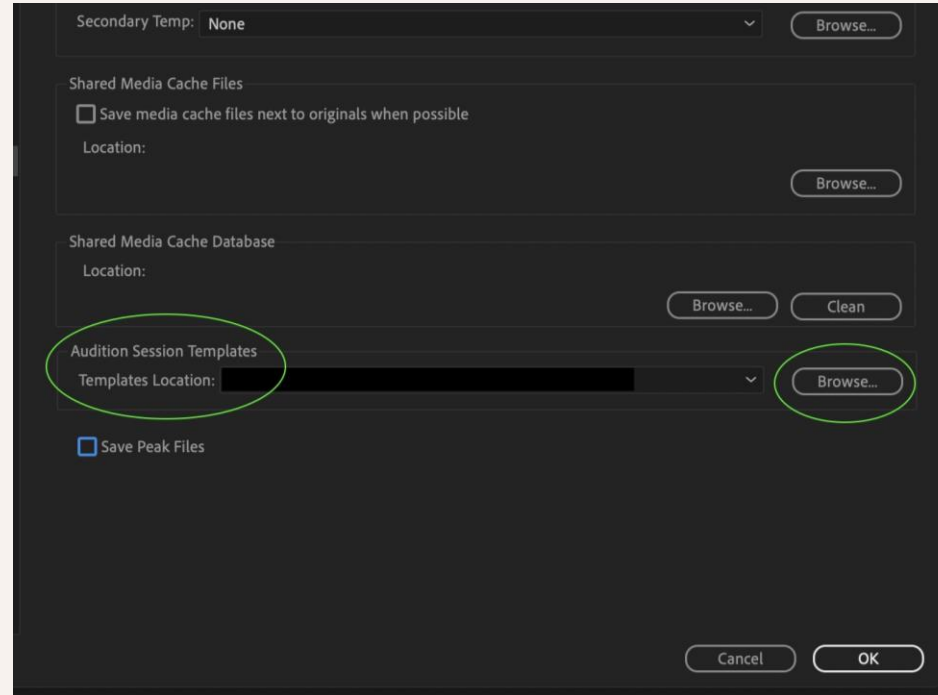 Secondary Temp: None Browse...
Shared Media Cache Files
Save media cache files next to originals when possible
Location:
Browse...
Shared Media Cache Database
Location:
Browse... Clean
Audition Session Templates
Templates Location: Browse...
Save Peak Files
Cancel OK